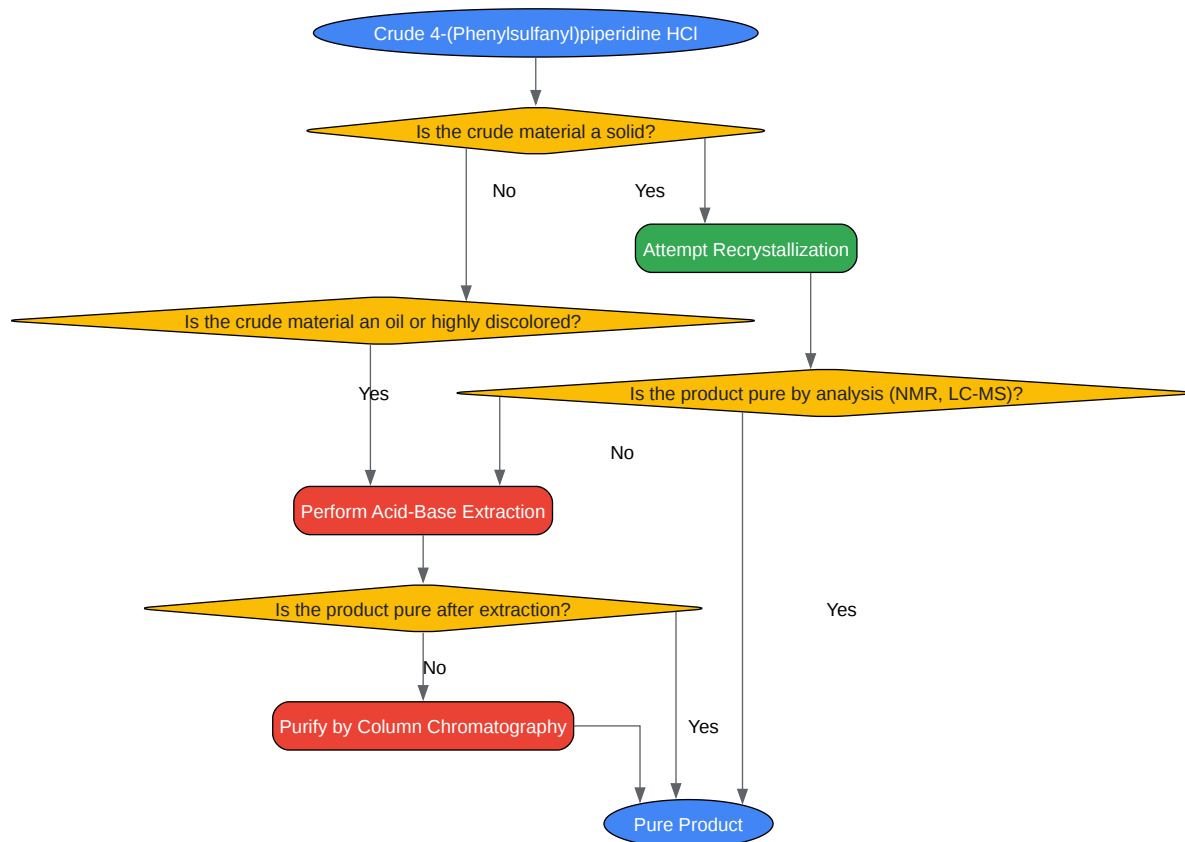 Crude 4-(Phenylsulfanyl)piperidine HCl
Is the crude material a solid?
No
Yes
Attempt Recrystallization
Is the crude material an oil or highly discolored?
Yes
Is the product pure by analysis (NMR, LC-MS)?
No
Perform Acid-Base Extraction
Is the product pure after extraction?
Yes
No
Purify by Column Chromatography
Yes
Pure Product